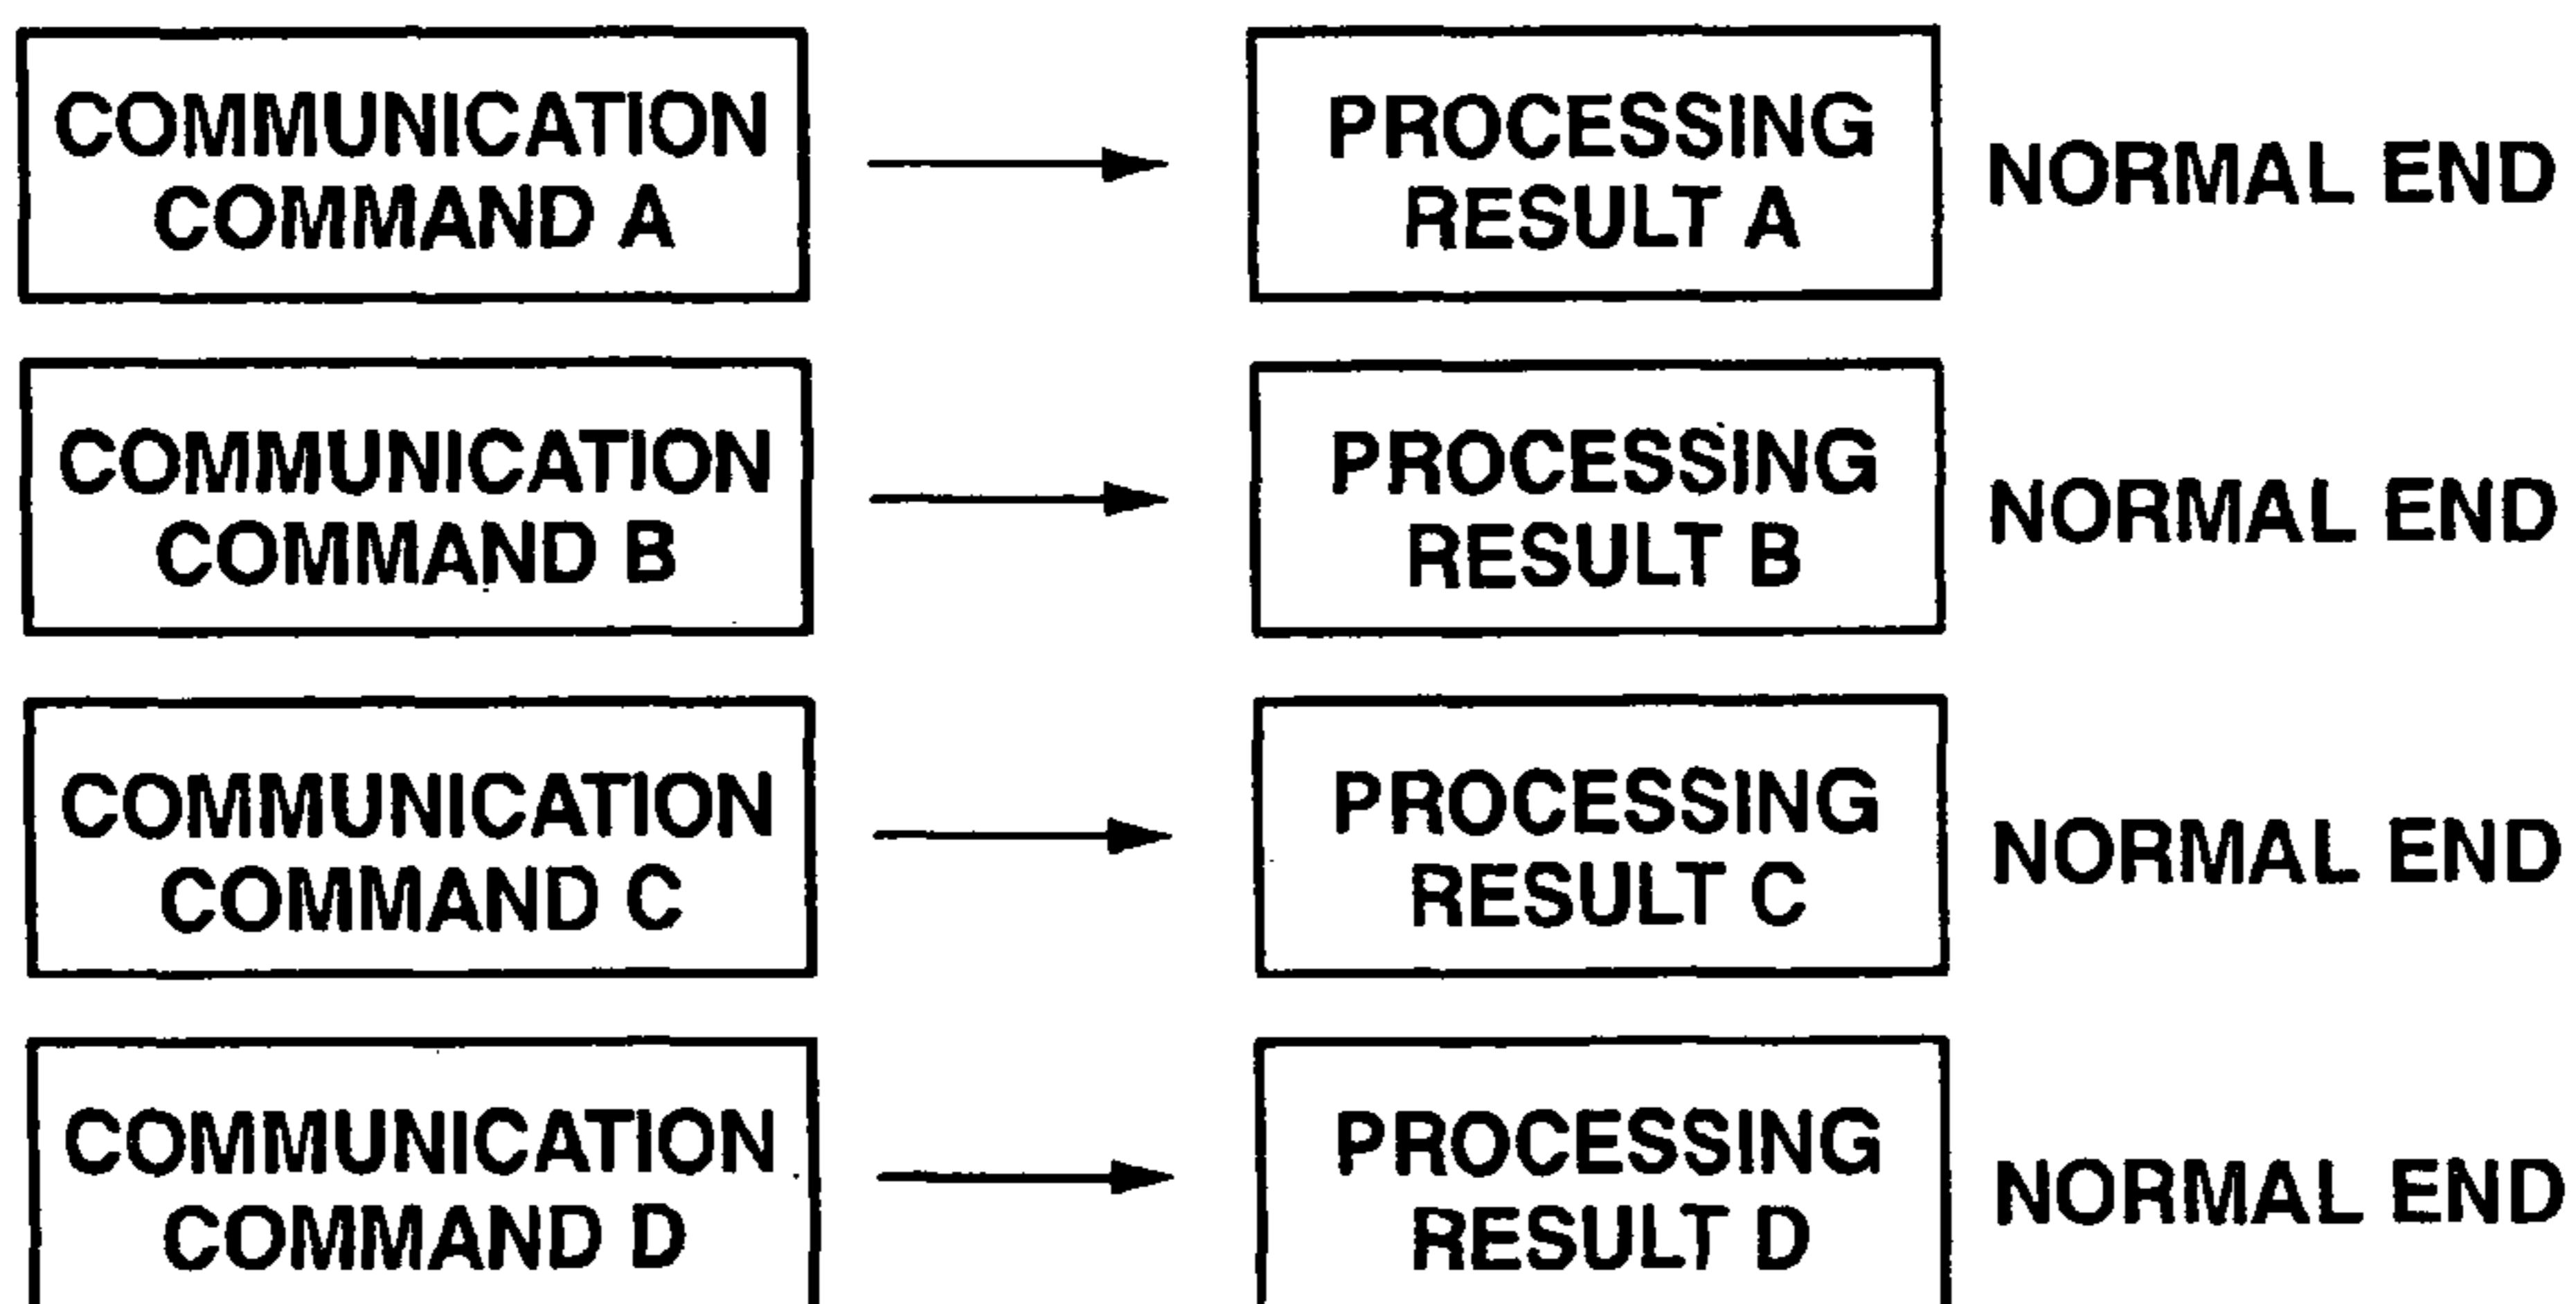 COMMUNICATION
COMMAND A
PROCESSING
RESULT A
NORMAL END
COMMUNICATION
COMMAND B
PROCESSING
RESULT B
NORMAL END
COMMUNICATION
COMMAND C
PROCESSING
RESULT C
NORMAL END
COMMUNICATION
COMMAND D
PROCESSING
RESULT D
NORMAL END